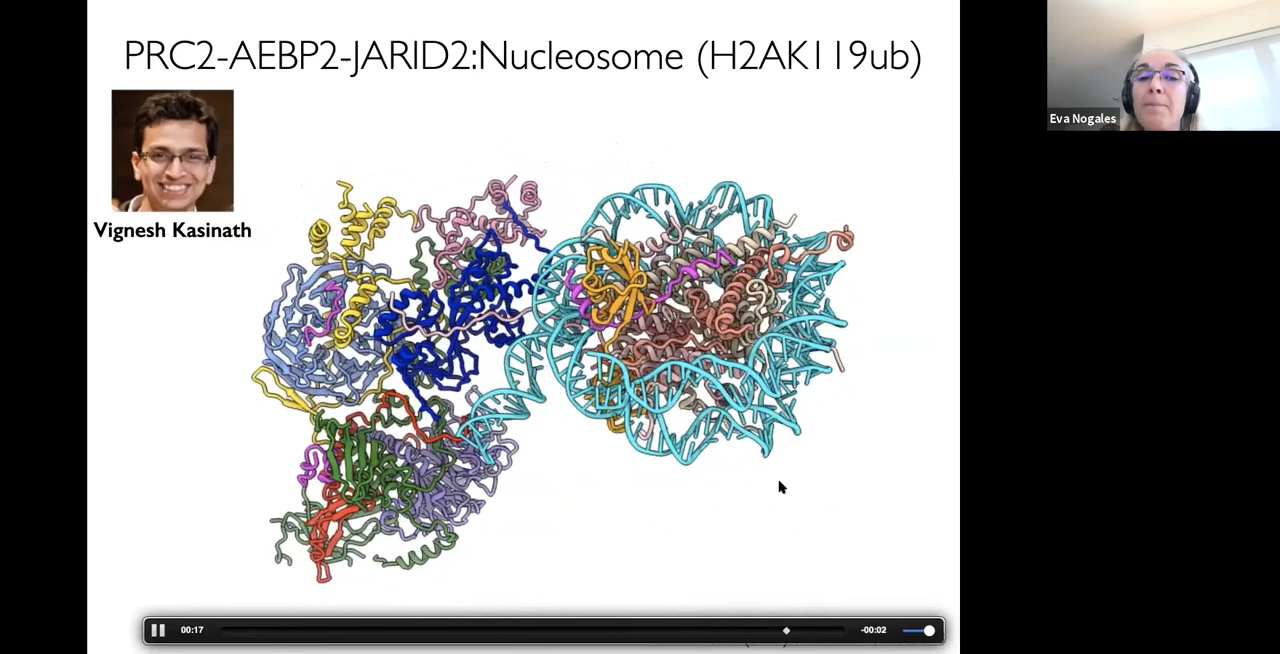 PRC2-AEBP2-JARID2:Nucleosome (H2AK119ub)
Eva Nogales
Vignesh Kasinath
00:17
-00:02